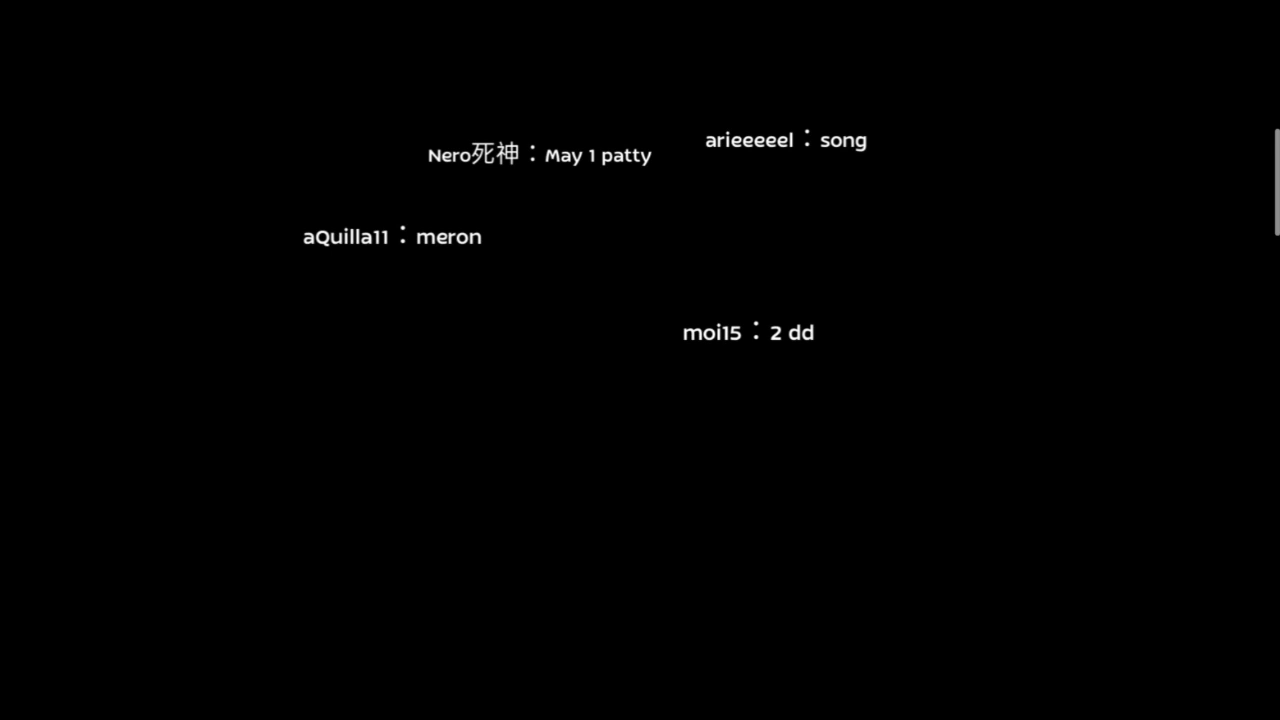 arieeeeel：song
Nero死神：May 1 patty
aQuilla11：meron
moi15：2 dd